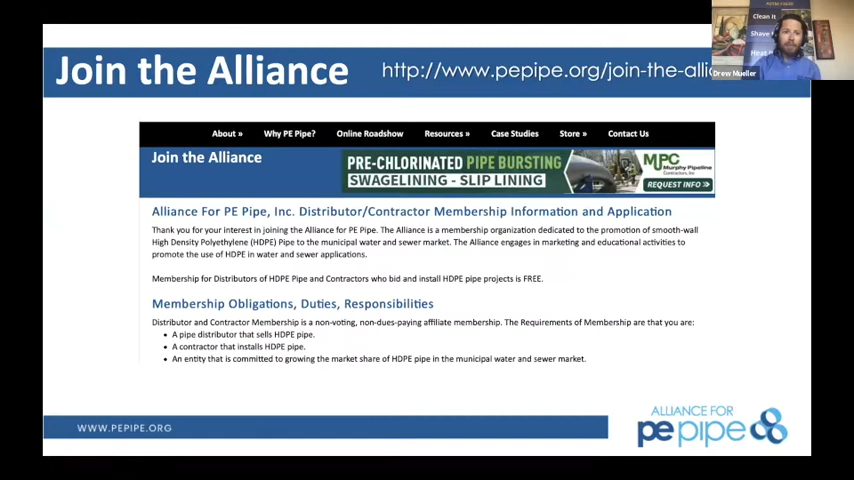 Join the Alliance
http://www.pepipe.org/join-the-alli
Clean It
Shave
Heat
Drew Mueller
About »
Why PE Pipe?
Online Roadshow
Resources »
Case Studies
Store »
Contact Us
Join the Alliance
PRE-CHLORINATED PIPE BURSTING
SWAGELINING - SLIP LINING
MPC
Murphy Pipeline
Contractors, Inc
REQUEST INFO »
Alliance For PE Pipe, Inc. Distributor/Contractor Membership Information and Application
Thank you for your interest in joining the Alliance for PE Pipe. The Alliance is a membership organization dedicated to the promotion of smooth-wall
High Density Polyethylene (HDPE) Pipe to the municipal water and sewer market. The Alliance engages in marketing and educational activities to
promote the use of HDPE in water and sewer applications.
Membership for Distributors of HDPE Pipe and Contractors who bid and install HDPE pipe projects is FREE.
Membership Obligations, Duties, Responsibilities
Distributor and Contractor Membership is a non-voting, non-dues-paying affiliate membership. The Requirements of Membership are that you are:
• A pipe distributor that sells HDPE pipe.
• A contractor that installs HDPE pipe.
• An entity that is committed to growing the market share of HDPE pipe in the municipal water and sewer market.
WWW.PEPIPE.ORG
ALLIANCE FOR
pe pipe